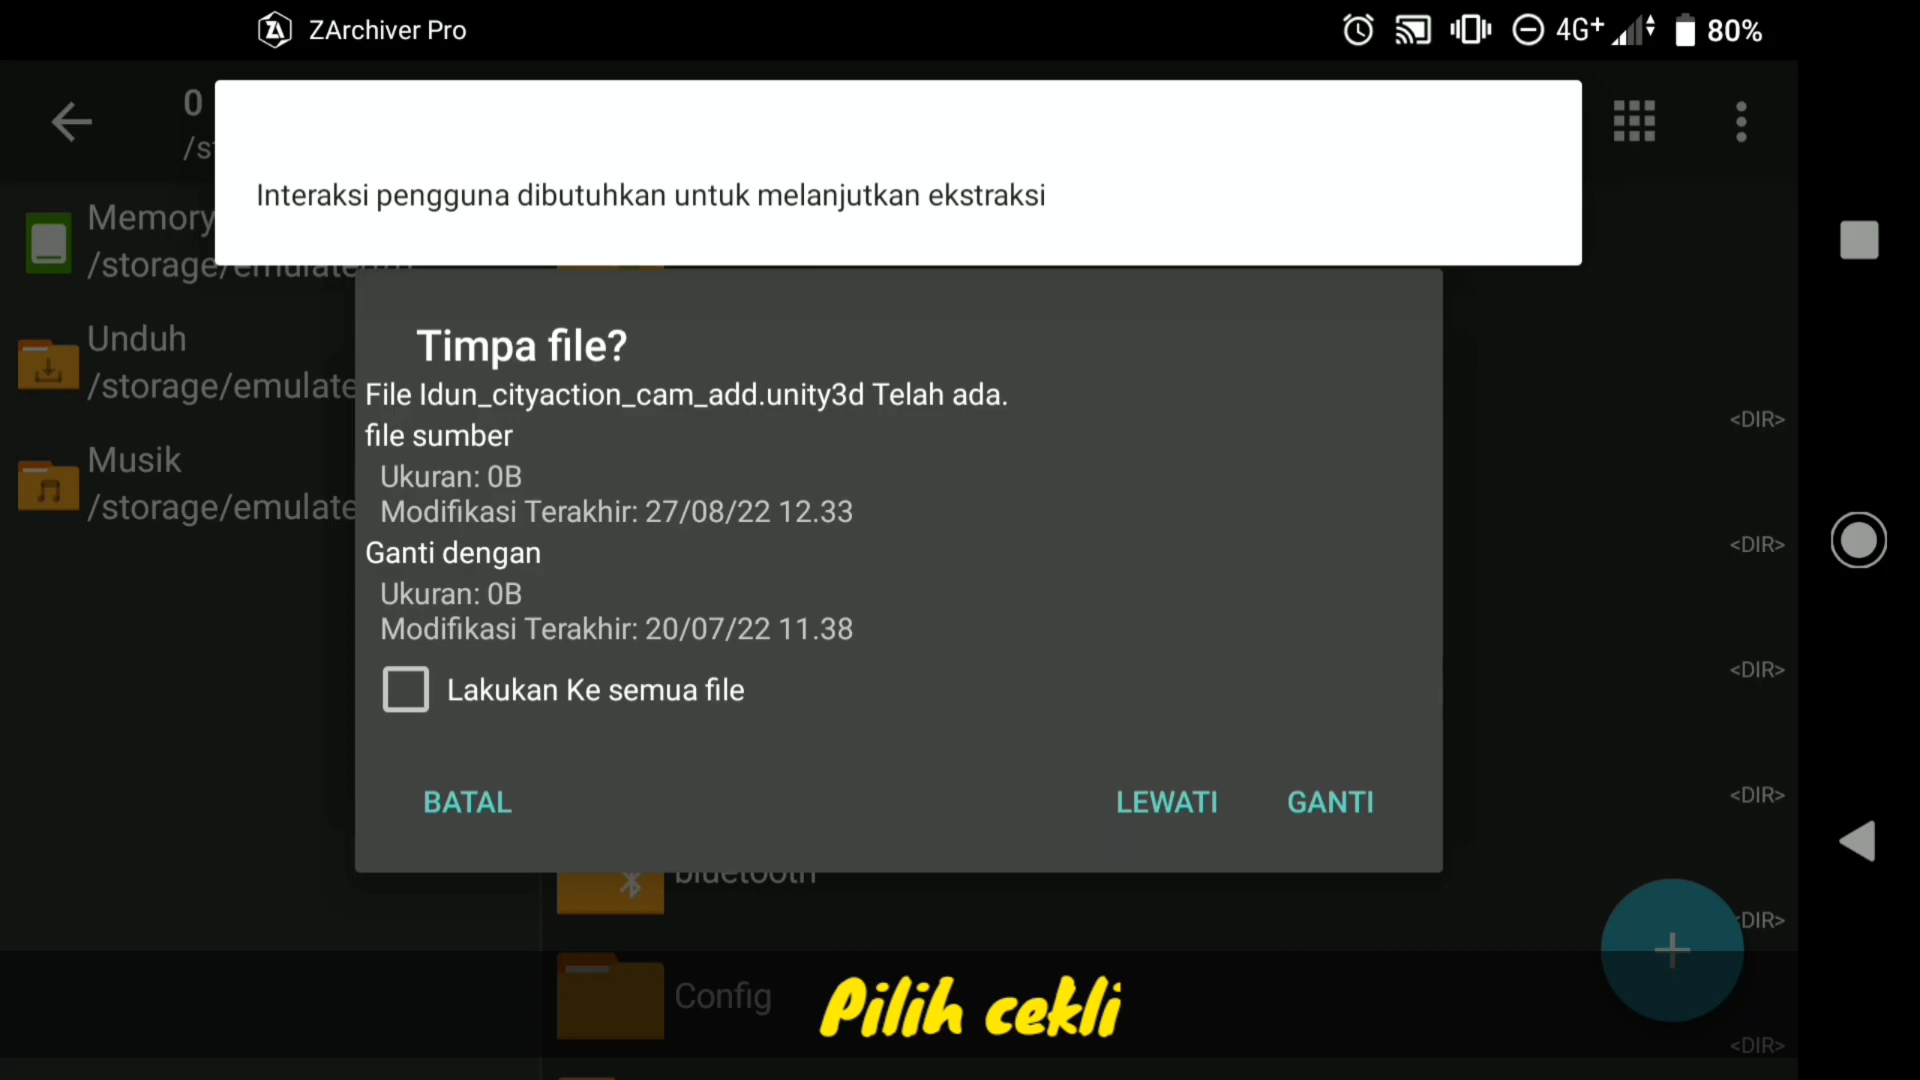 ZArchiver Pro
4G+
80%
0
/s
Interaksi pengguna dibutuhkan untuk melanjutkan ekstraksi
Memory
/storage/emulate
Unduh
/storage/emulate
Musik
/storage/emulate
Timpa file?
File Idun_cityaction_cam_add.unity3d Telah ada.
file sumber
Ukuran: 0B
Modifikasi Terakhir: 27/08/22 12.33
Ganti dengan
Ukuran: 0B
Modifikasi Terakhir: 20/07/22 11.38
Lakukan Ke semua file
BATAL
LEWATI
GANTI
<DIR>
<DIR>
<DIR>
<DIR>
bluetooth
<DIR>
Config
<DIR>
Pilih cekli